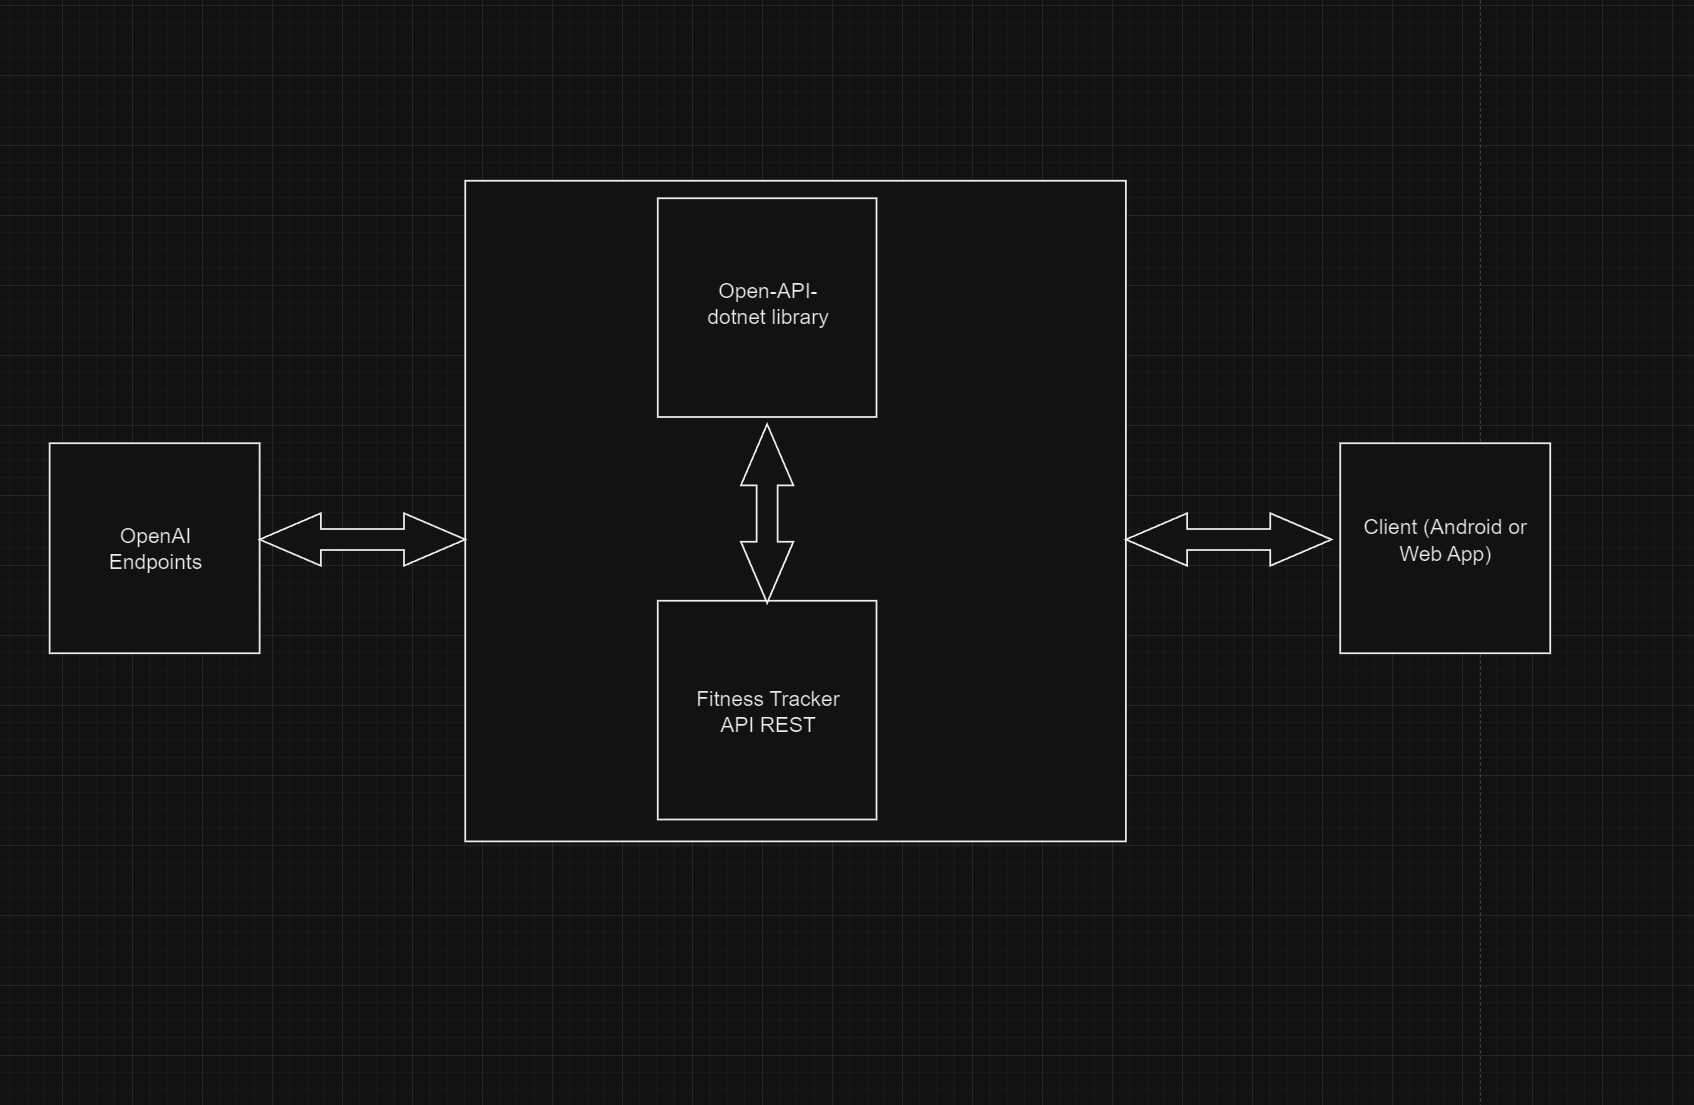 Open-API-
dotnet library
OpenAI
Endpoints
Client (Android or
Web App)
Fitness Tracker
API REST